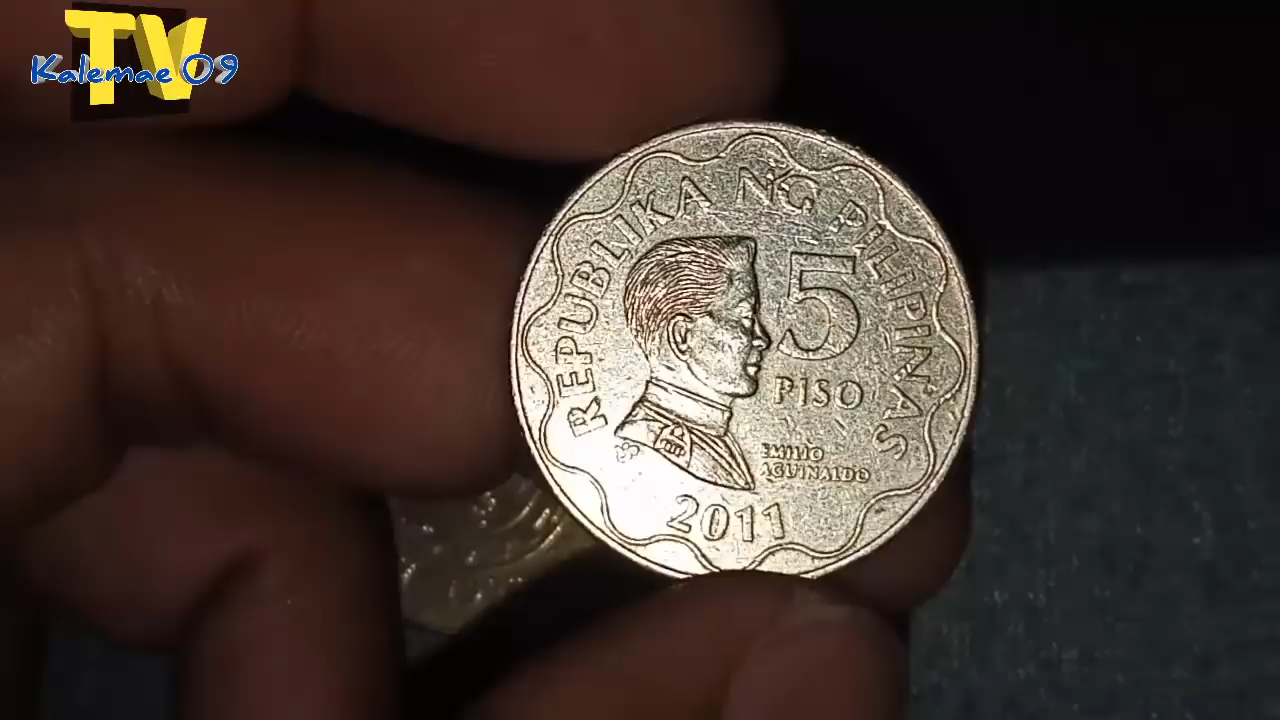 TV
Kalemae 09
REPUBLIKA NG PILIPINAS
5
PISO
EMILIO
AGUINALDO
2011